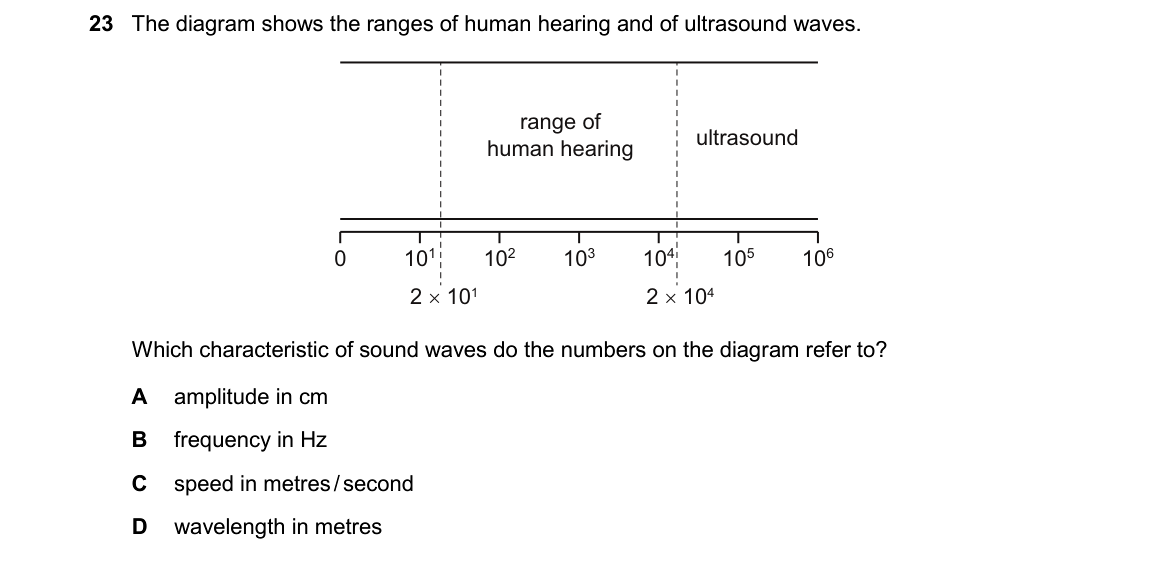 23 The diagram shows the ranges of human hearing and of ultrasound waves.
range of
human hearing
ultrasound
0 10¹ 10² 10³ 10⁴ 10⁵ 10⁶
2 × 10¹ 2 × 10⁴
Which characteristic of sound waves do the numbers on the diagram refer to?
A amplitude in cm
B frequency in Hz
C speed in metres/second
D wavelength in metres